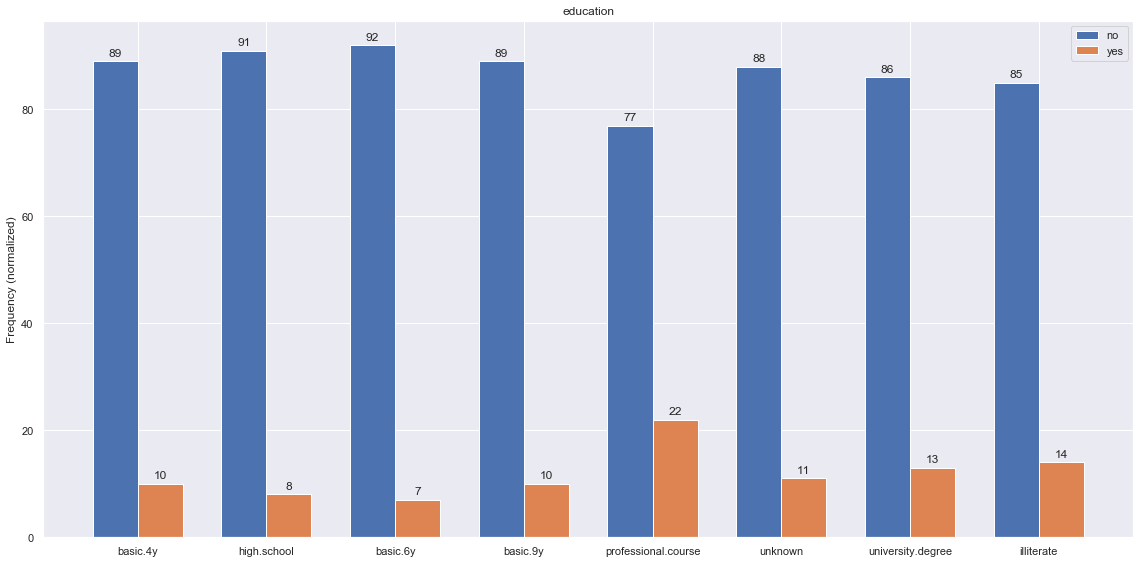 education
no
yes
Frequency (normalized)
80
60
40
20
0
89
10
91
8
92
7
89
10
77
22
88
11
86
13
85
14
basic.4y
high.school
basic.6y
basic.9y
professional.course
unknown
university.degree
illiterate